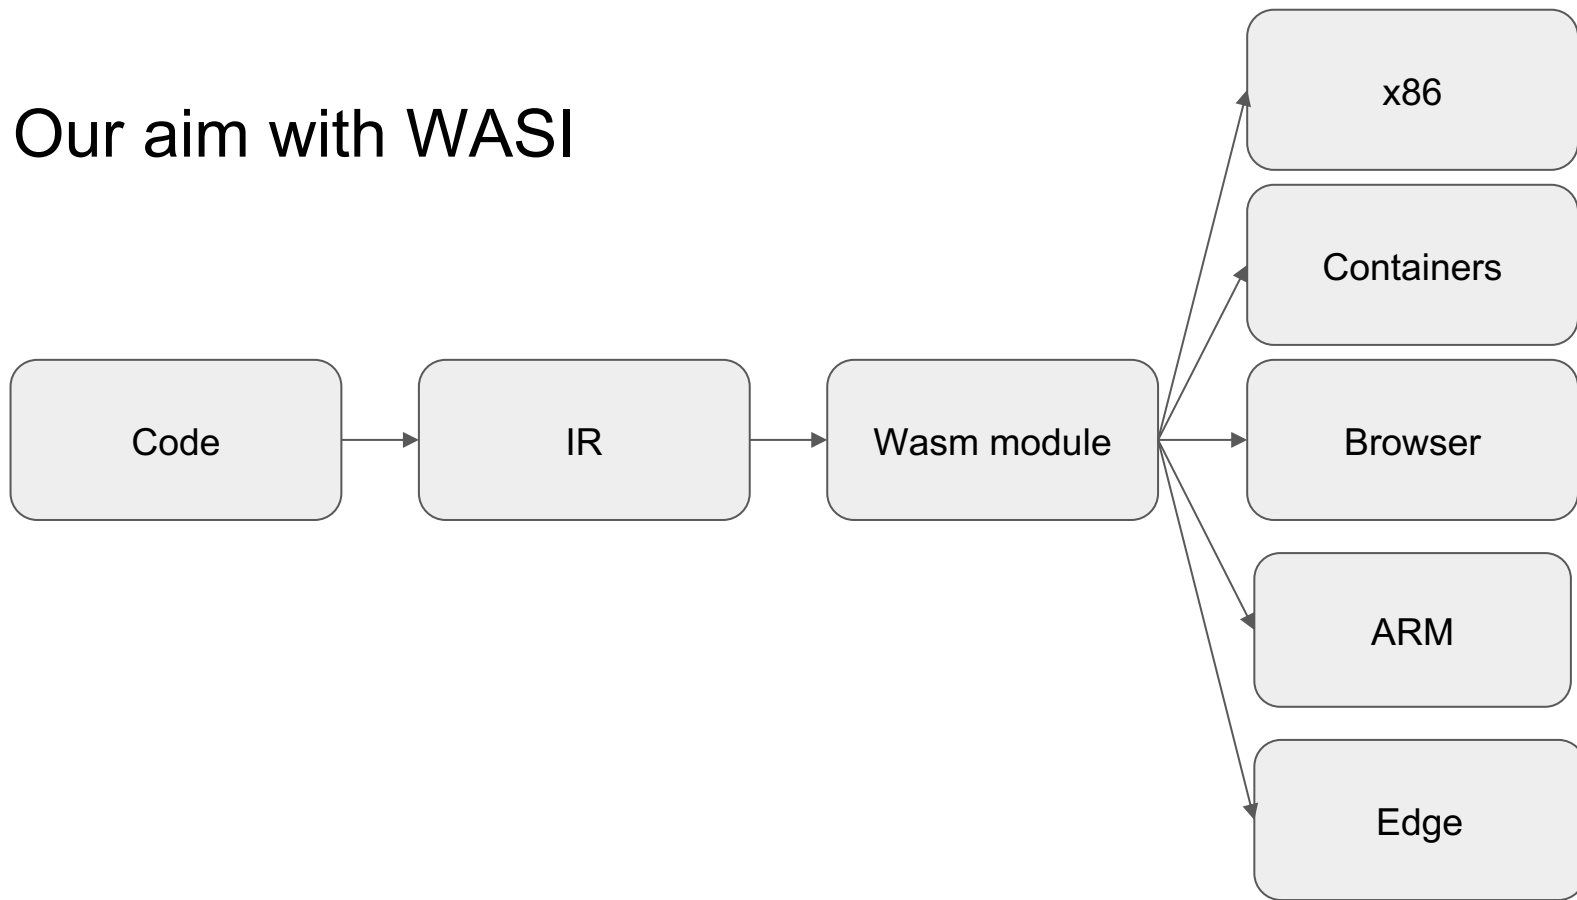 Our aim with WASI
x86
Containers
Code
IR
Wasm module
Browser
ARM
Edge